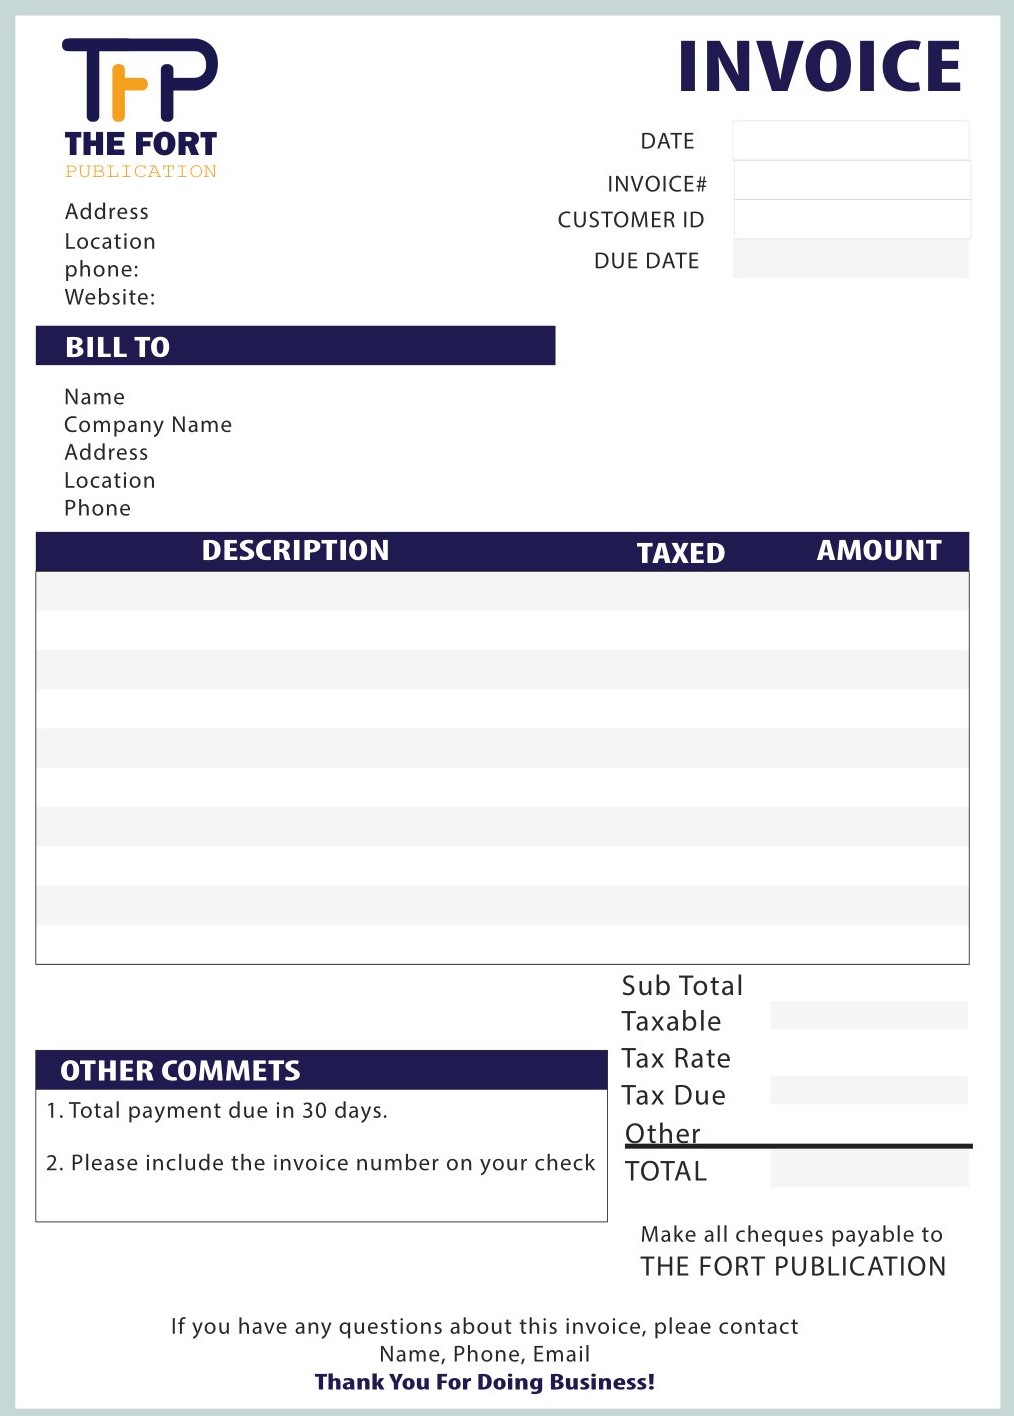 TFP
THE FORT
PUBLICATION
INVOICE
DATE
INVOICE#
CUSTOMER ID
DUE DATE
Address
Location
phone:
Website:
BILL TO
Name
Company Name
Address
Location
Phone
DESCRIPTION TAXED AMOUNT
Sub Total
Taxable
Tax Rate
Tax Due
Other
TOTAL
OTHER COMMETS
1. Total payment due in 30 days.
2. Please include the invoice number on your check
Make all cheques payable to
THE FORT PUBLICATION
If you have any questions about this invoice, pleae contact
Name, Phone, Email
Thank You For Doing Business!